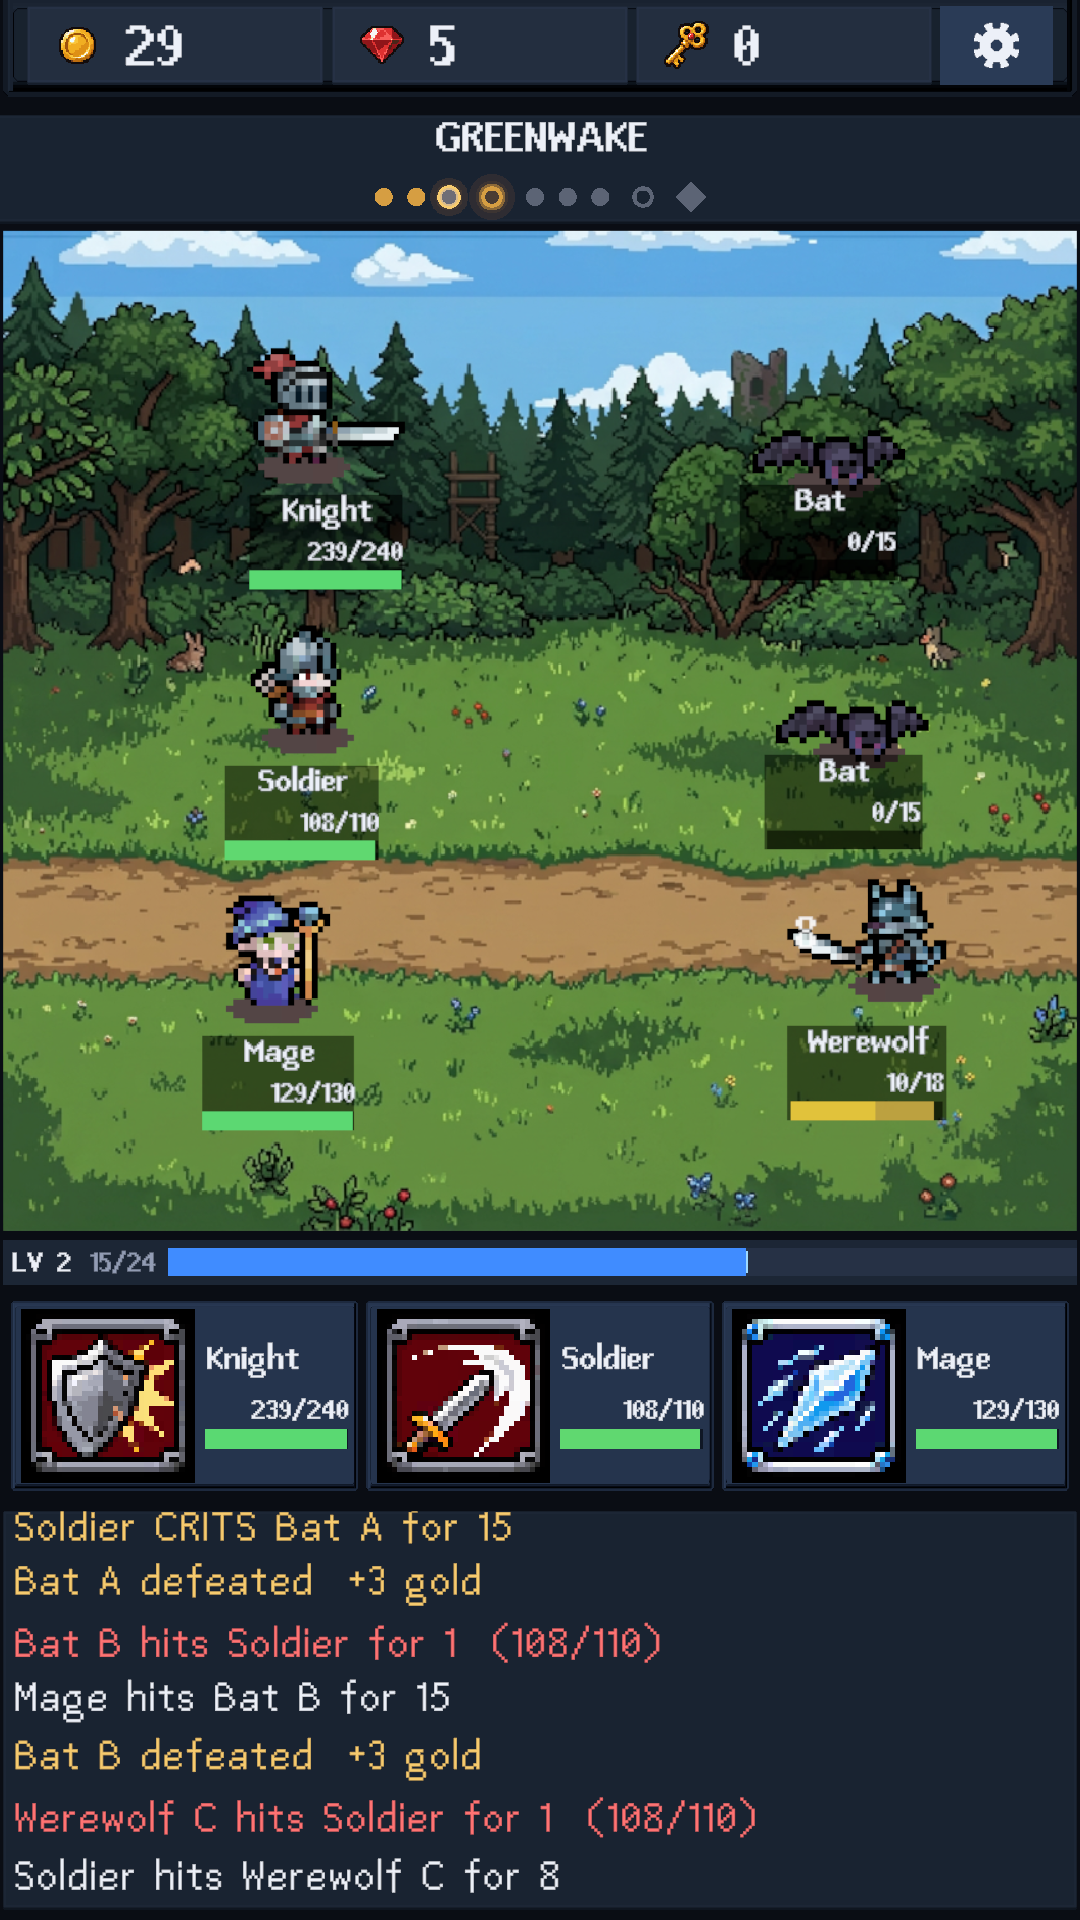 29 5 0
GREENWAKE
Knight
239/240
Bat
0/15
Soldier
108/110
Bat
0/15
Mage
129/130
Werewolf
10/18
LV 2 15/24
Knight
239/240
Soldier
108/110
Mage
129/130
Soldier CRITS Bat A for 15
Bat A defeated +3 gold
Bat B hits Soldier for 1 (108/110)
Mage hits Bat B for 15
Bat B defeated +3 gold
Werewolf C hits Soldier for 1 (108/110)
Soldier hits Werewolf C for 8